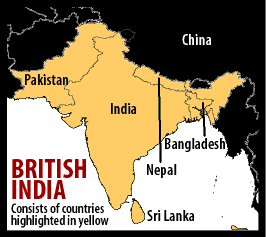 China
Pakistan
India
Bangladesh
Nepal
BRITISH
INDIA
Consists of countries
highlighted in yellow
Sri Lanka